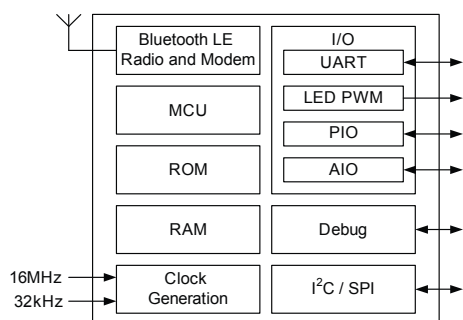 Bluetooth LE
Radio and Modem
MCU
ROM
RAM
16MHz
32kHz
Clock
Generation
I/O
UART
LED PWM
PIO
AIO
Debug
I²C / SPI